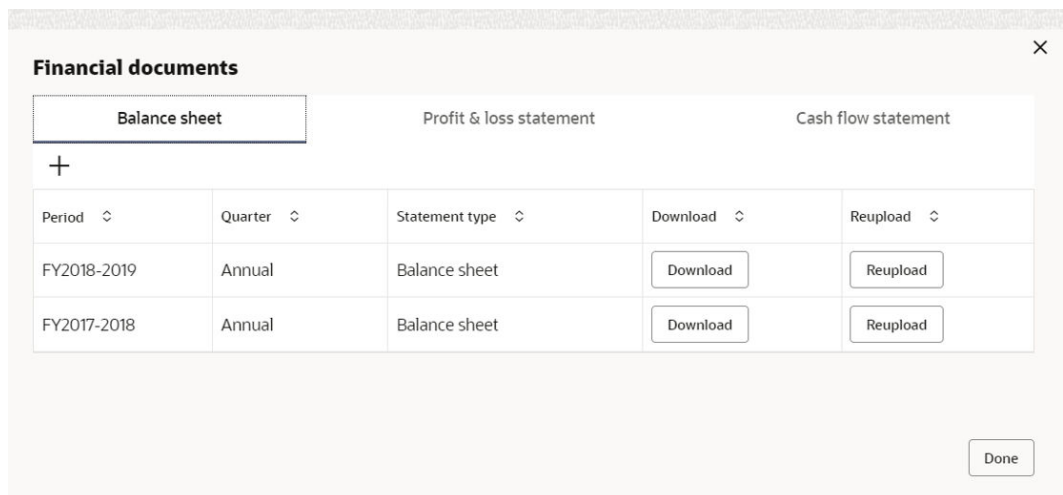 Financial documents
Balance sheet Profit & loss statement Cash flow statement
Period Quarter Statement type Download Reupload
FY2018-2019 Annual Balance sheet Download Reupload
FY2017-2018 Annual Balance sheet Download Reupload
Done